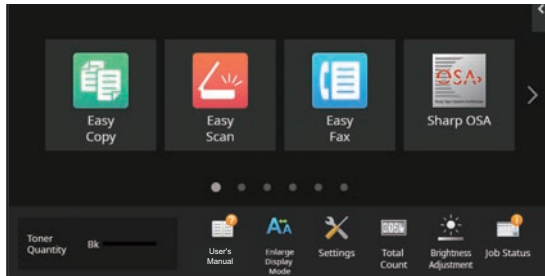 Easy
Copy
Easy
Scan
Easy
Fax
OSA
Sharp OSA
Toner
Quantity
Bk
User's
Manual
Enlarge
Display
Mode
Settings
Total
Count
Brightness
Adjustment
Job Status